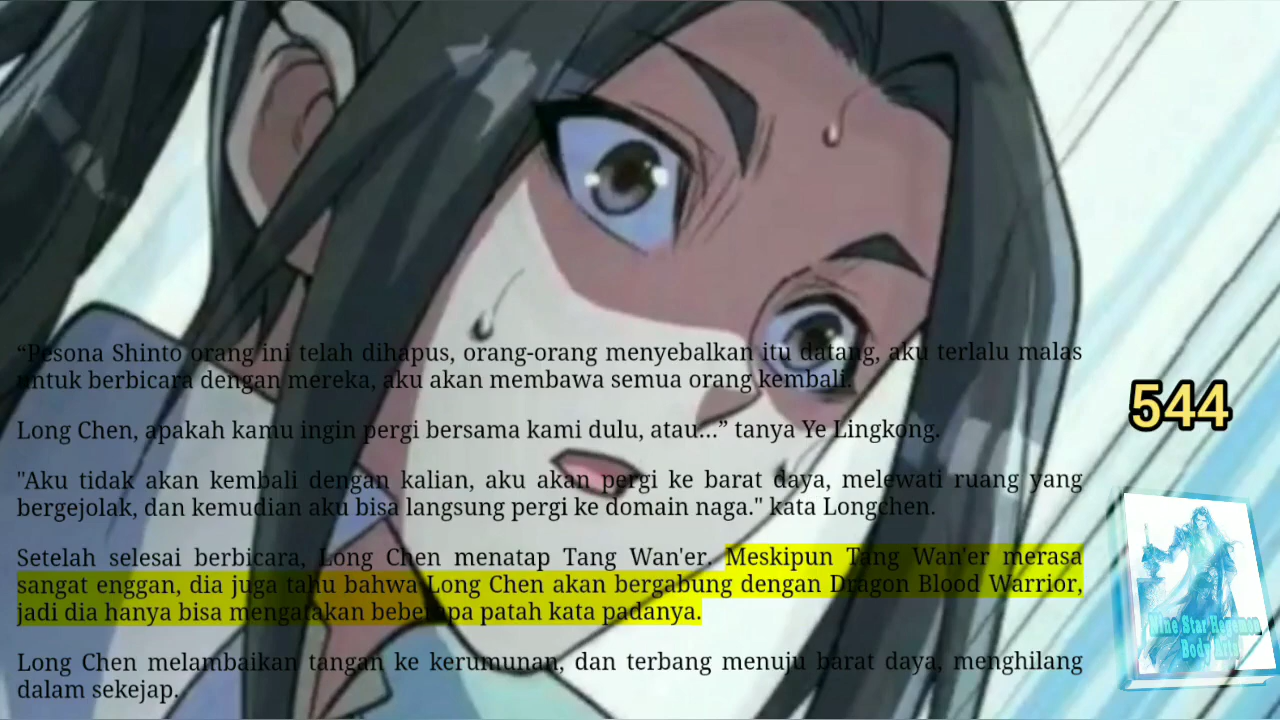 “Pesona Shinto orang ini telah dihapus, orang-orang menyebalkan itu datang, aku terlalu malas
untuk berbicara dengan mereka, aku akan membawa semua orang kembali.
Long Chen, apakah kamu ingin pergi bersama kami dulu, atau…” tanya Ye Lingkong.
"Aku tidak akan kembali dengan kalian, aku akan pergi ke barat daya, melewati ruang yang
bergejolak, dan kemudian aku bisa langsung pergi ke domain naga." kata Longchen.
Setelah selesai berbicara, Long Chen menatap Tang Wan'er. Meskipun Tang Wan'er merasa
sangat enggan, dia juga tahu bahwa Long Chen akan bergabung dengan Dragon Blood Warrior,
jadi dia hanya bisa mengatakan beberapa patah kata padanya.
Long Chen melambaikan tangan ke kerumunan, dan terbang menuju barat daya, menghilang
dalam sekejap.
544
Nine Star Hegemon
Body Arts